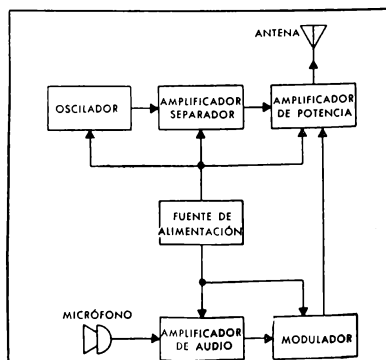 ANTENA
OSCILADOR
AMPLIFICADOR
SEPARADOR
AMPLIFICADOR
DE POTENCIA
FUENTE DE
ALIMENTACIÓN
MICRÓFONO
AMPLIFICADOR
DE AUDIO
MODULADOR